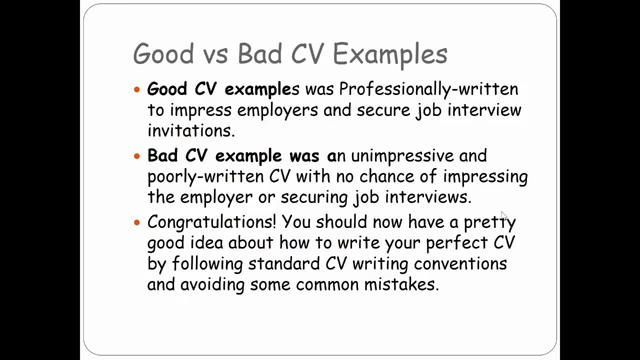 Good vs Bad CV Examples
Good CV examples was Professionally-written
to impress employers and secure job interview
invitations.
Bad CV example was an unimpressive and
poorly-written CV with no chance of impressing
the employer or securing job interviews.
Congratulations! You should now have a pretty
good idea about how to write your perfect CV
by following standard CV writing conventions
and avoiding some common mistakes.